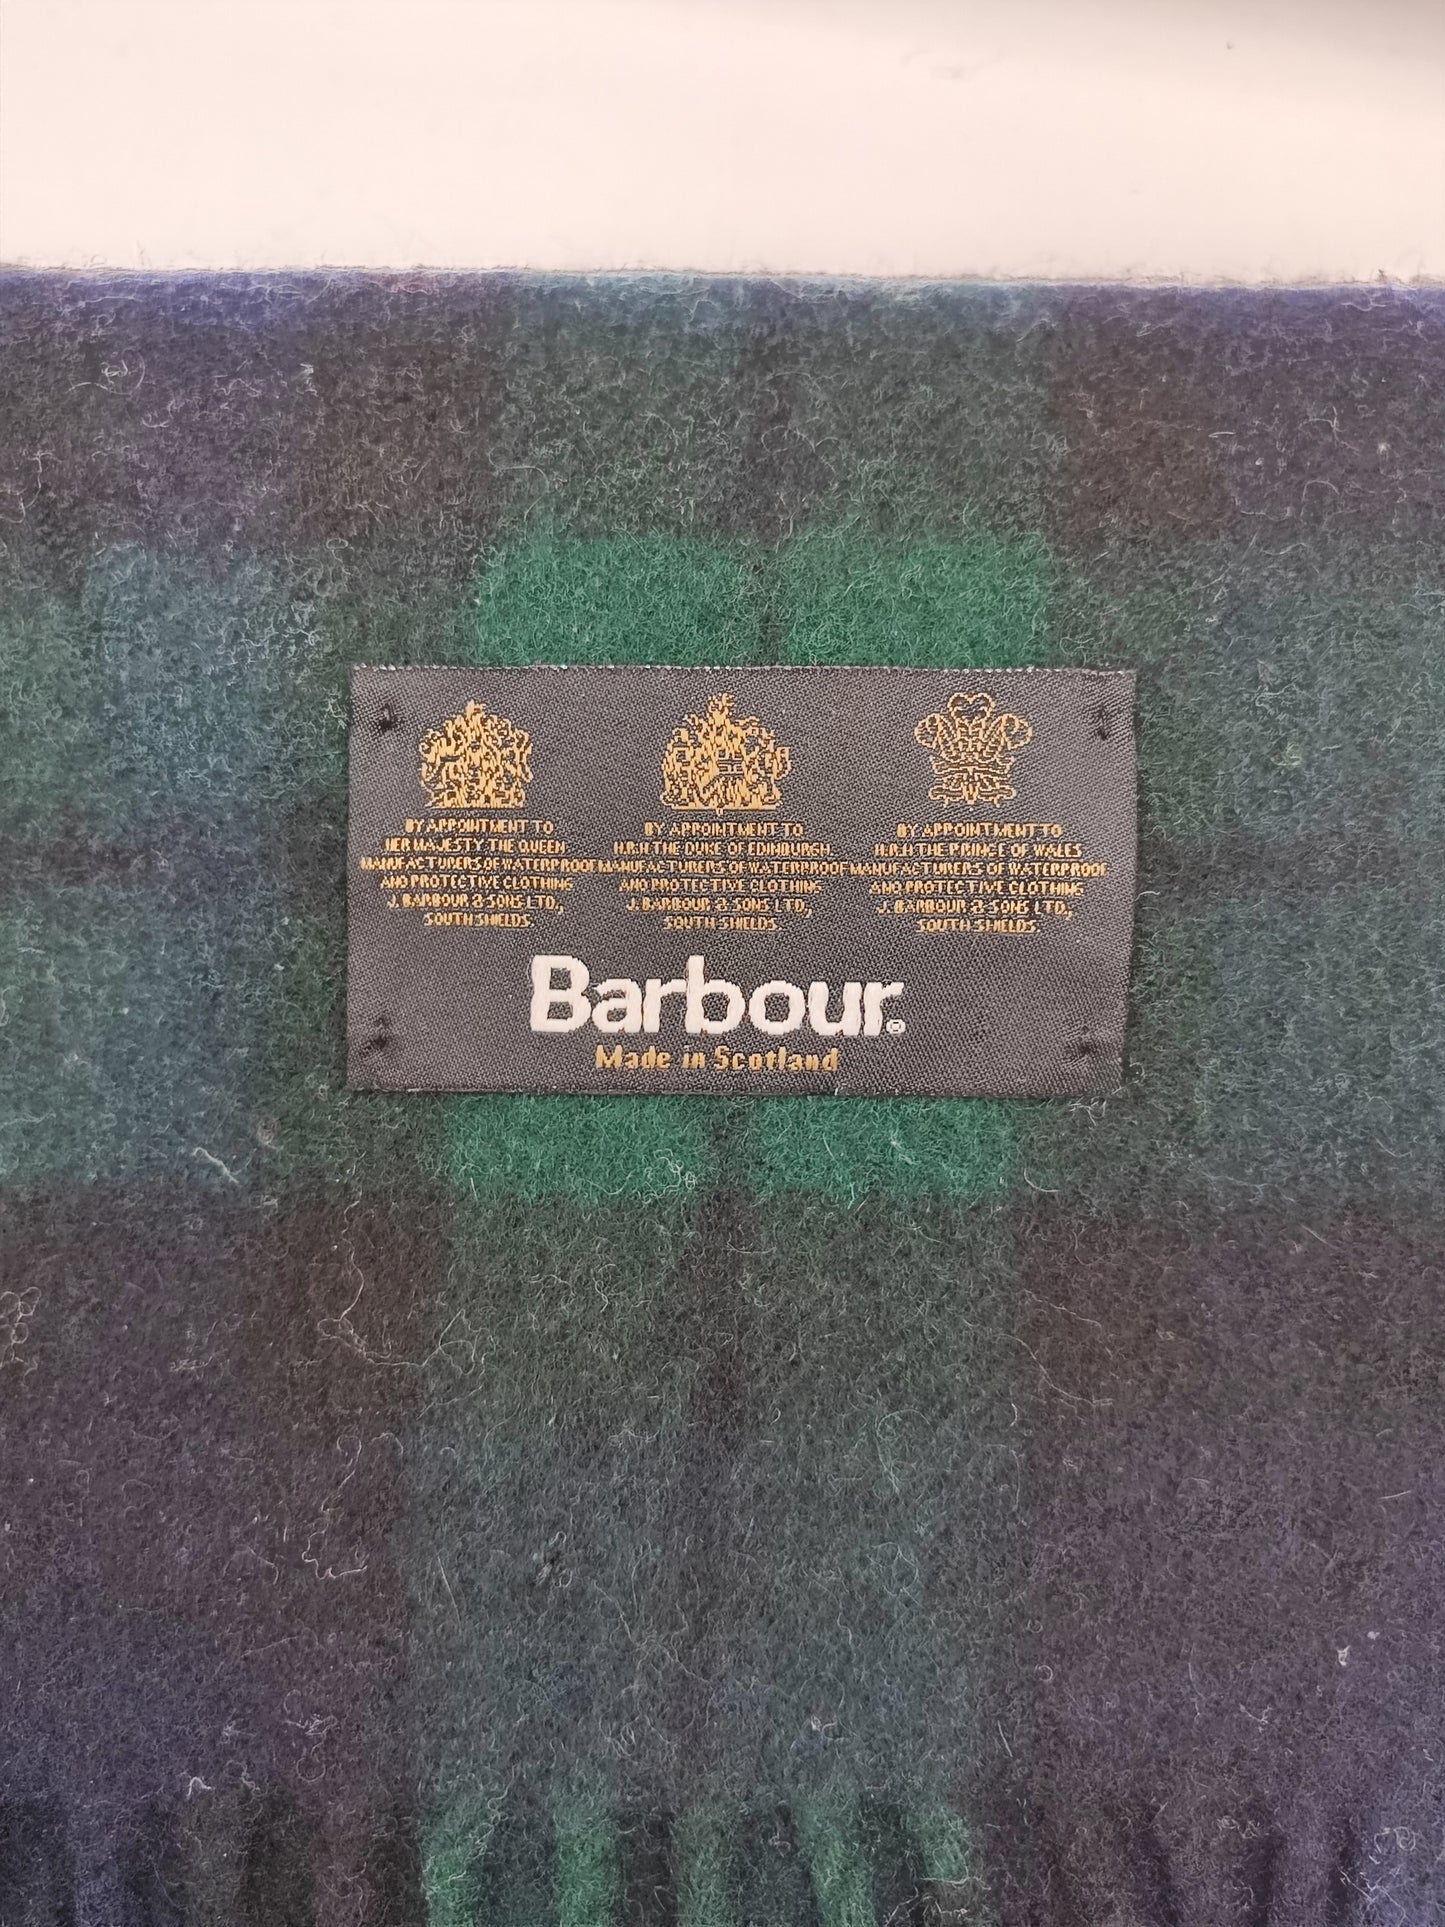 BY APPOINTMENT TO
HER MAJESTY THE QUEEN
MANUFACTURERS OF WATERPROOF
AND PROTECTIVE CLOTHING
J. BARBOUR & SONS LTD.,
SOUTH SHIELDS.
BY APPOINTMENT TO
H.R.H THE DUKE OF EDINBURGH
MANUFACTURERS OF WATERPROOF
AND PROTECTIVE CLOTHING
J. BARBOUR & SONS LTD.,
SOUTH SHIELDS.
BY APPOINTMENT TO
H.R.H THE PRINCE OF WALES
MANUFACTURERS OF WATERPROOF
AND PROTECTIVE CLOTHING
J. BARBOUR & SONS LTD.,
SOUTH SHIELDS.
Barbour®
Made in Scotland